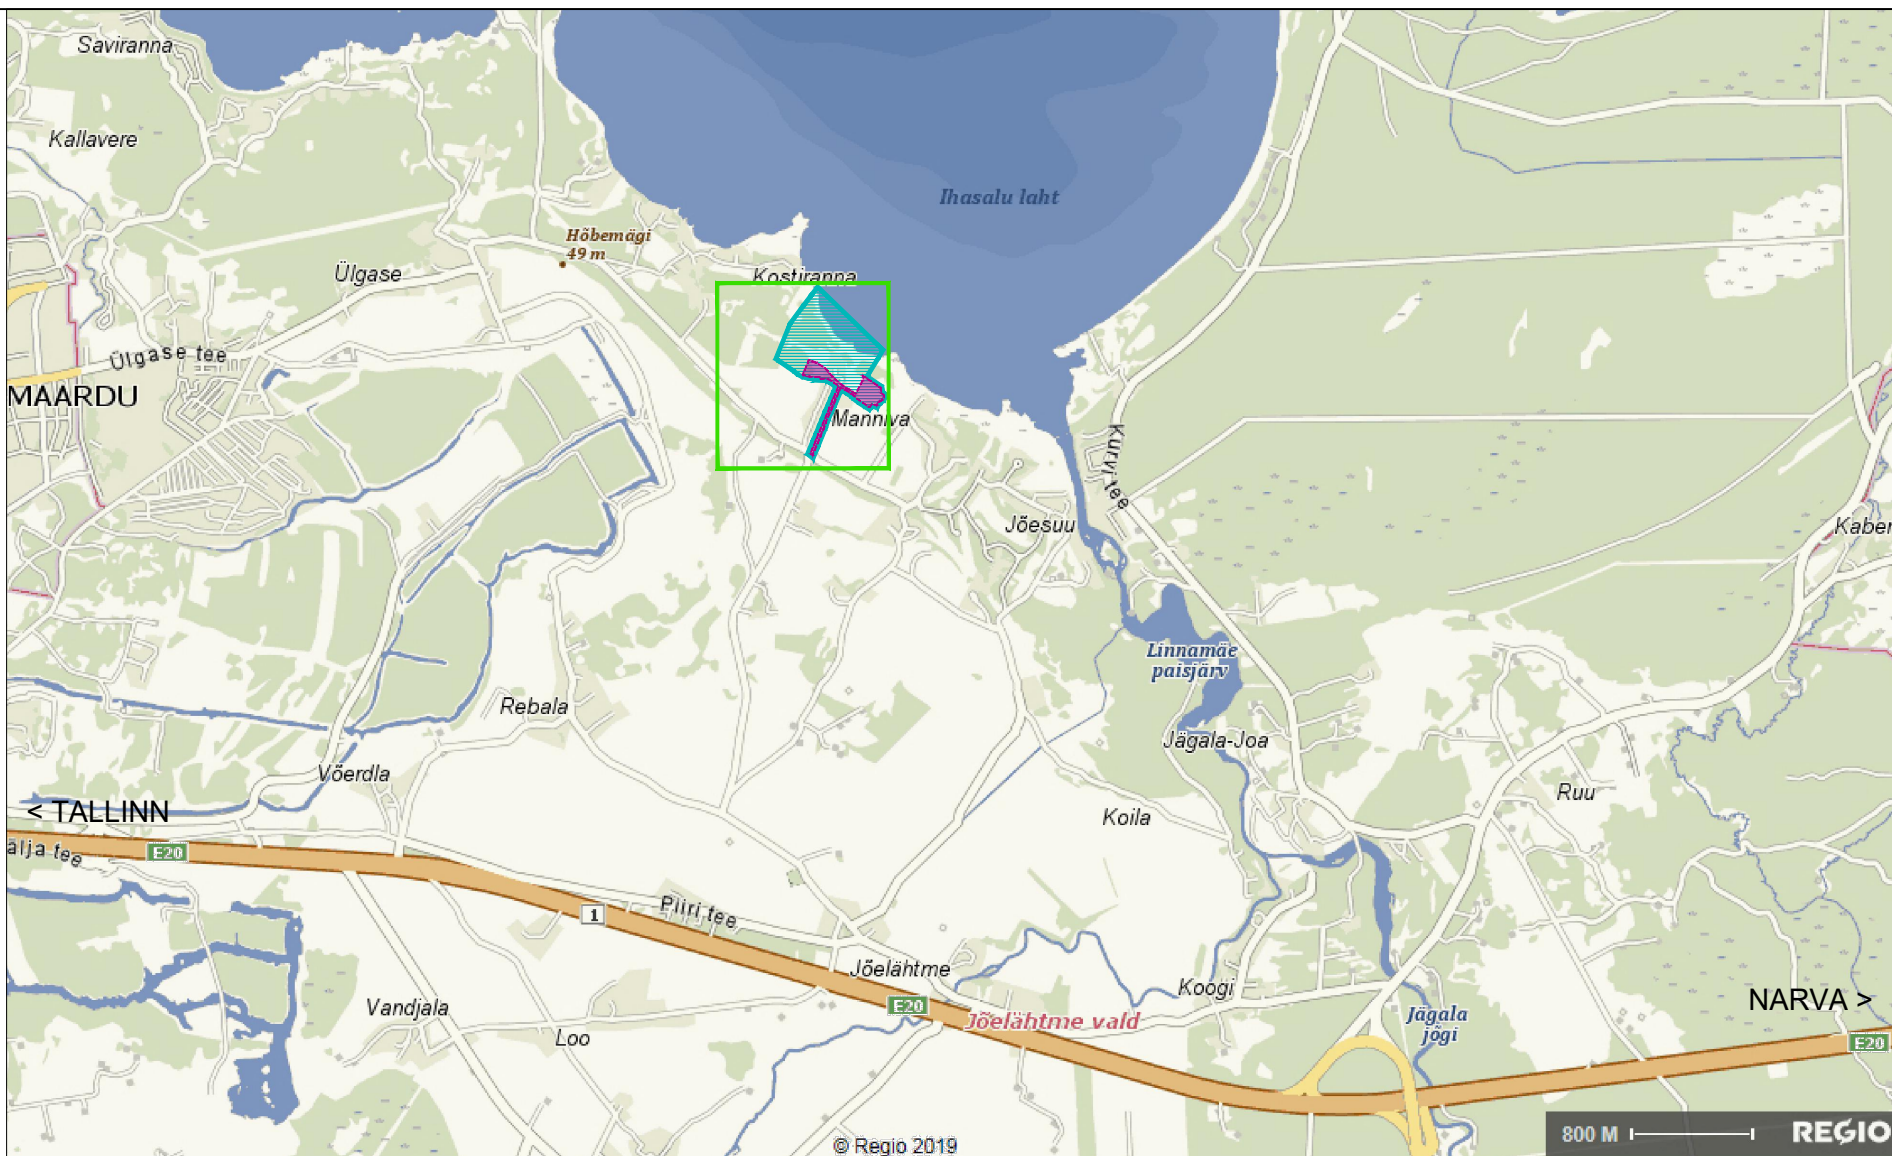 Saviranna
Kallavere
Ihasalu laht
Hõbemägi
49 m
Ülgase
Kostiranna
Ülgase tee
MAARDU
Manniva
Kurvi tee
Jõesuu
Kaber
Linnamäe
paisjärv
Rebala
Jägala-Joa
Võerdla
Ruu
< TALLINN
Koila
älja tee
E20
Piiri tee
1
Jõelähtme
Koogi
E20
NARVA >
Vandjala
Jõelähtme vald
Jägala
jõgi
Loo
E20
© Regio 2019
800 M
REGIO